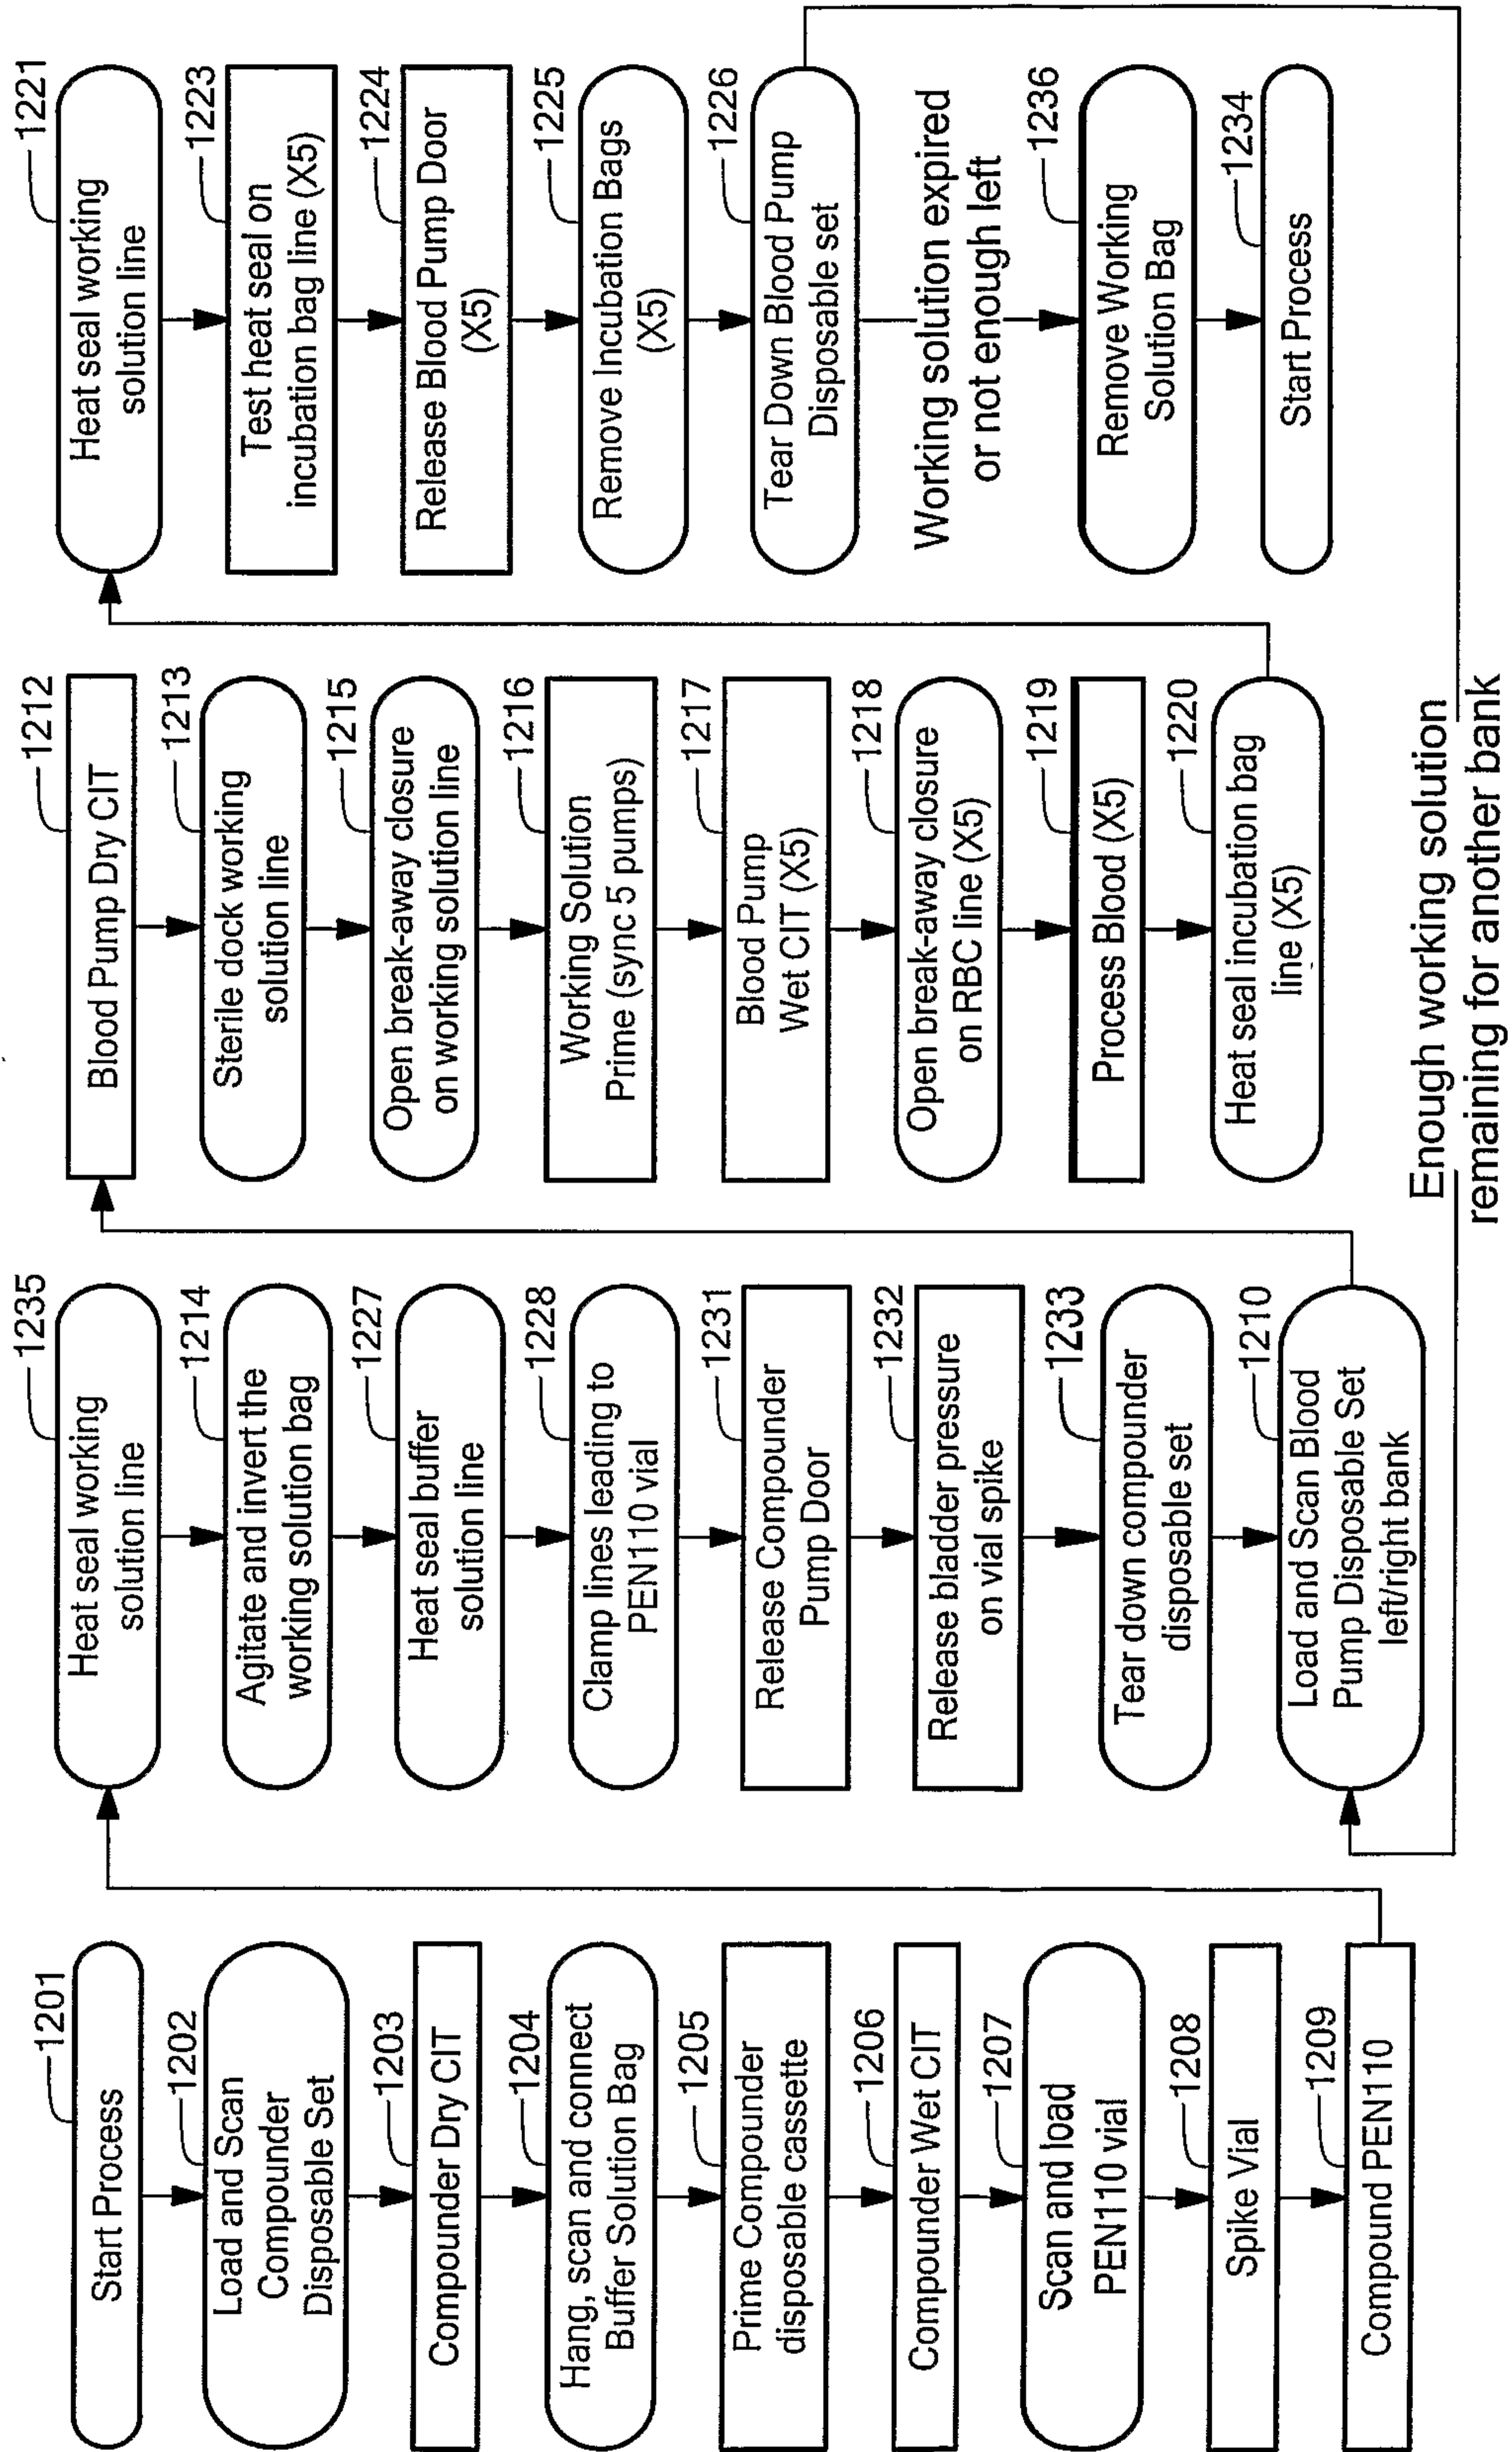 1201
Start Process
1202
Load and Scan
Compounder
Disposable Set
1203
Compounder Dry CIT
1204
Hang, scan and connect
Buffer Solution Bag
1205
Prime Compounder
disposable cassette
1206
Compounder Wet CIT
1207
Scan and load
PEN110 vial
1208
Spike Vial
1209
Compound PEN110
1235
Heat seal working
solution line
1214
Agitate and invert the
working solution bag
1227
Heat seal buffer
solution line
1228
Clamp lines leading to
PEN110 vial
1231
Release Compounder
Pump Door
1232
Release bladder pressure
on vial spike
1233
Tear down compounder
disposable set
1210
Load and Scan Blood
Pump Disposable Set
left/right bank
1212
Blood Pump Dry CIT
1213
Sterile dock working
solution line
1215
Open break-away closure
on working solution line
1216
Working Solution
Prime (sync 5 pumps)
1217
Blood Pump
Wet CIT (X5)
1218
Open break-away closure
on RBC line (X5)
1219
Process Blood (X5)
1220
Heat seal incubation bag
line (X5)
1221
Heat seal working
solution line
1223
Test heat seal on
incubation bag line (X5)
1224
Release Blood Pump Door
(X5)
1225
Remove Incubation Bags
(X5)
1226
Tear Down Blood Pump
Disposable set
Working solution expired
or not enough left
1236
Remove Working
Solution Bag
1234
Start Process
Enough working solution
remaining for another bank